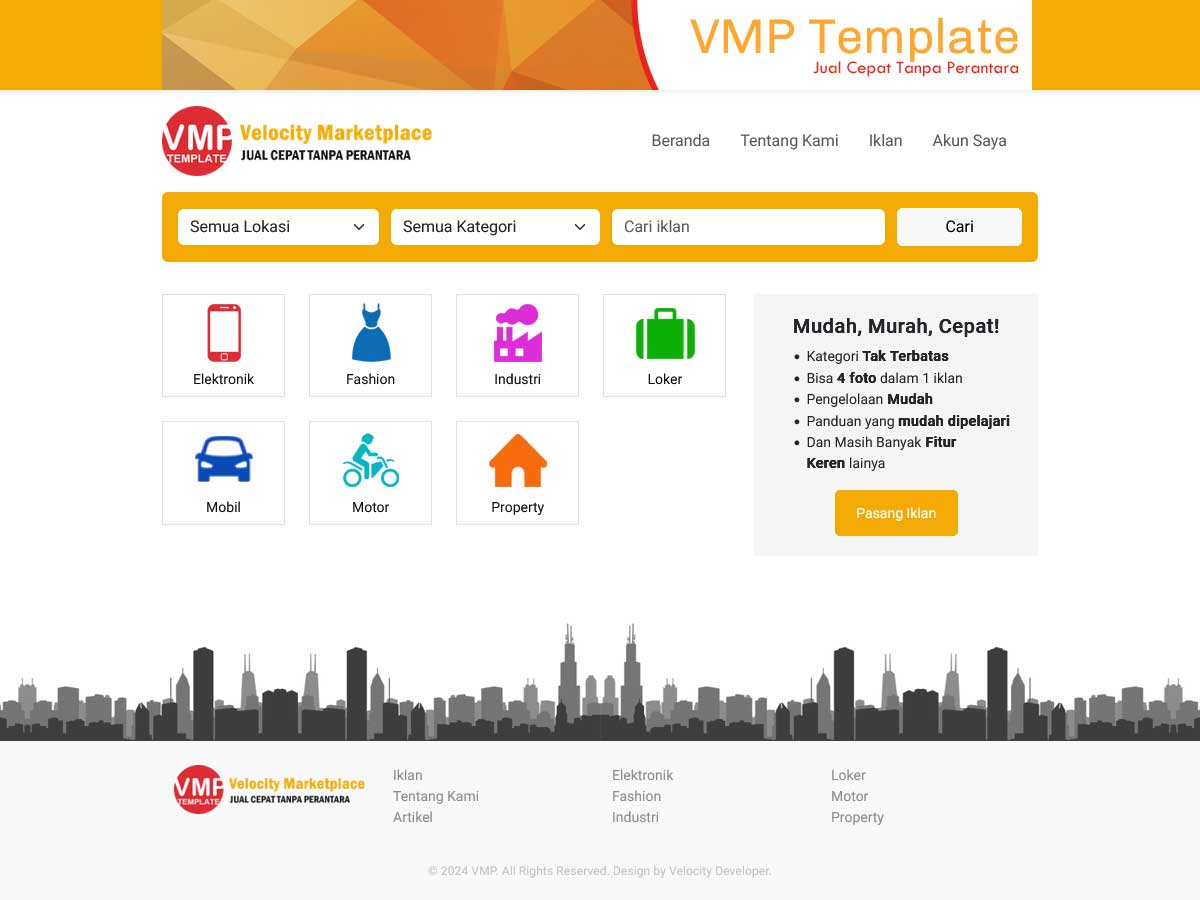 VMP Template
Jual Cepat Tanpa Perantara
VMP
TEMPLATE
Velocity Marketplace
JUAL CEPAT TANPA PERANTARA
Beranda Tentang Kami Iklan Akun Saya
Semua Lokasi Semua Kategori Cari iklan Cari
Elektronik Fashion Industri Loker
Mobil Motor Property
Mudah, Murah, Cepat!
Kategori Tak Terbatas
Bisa 4 foto dalam 1 iklan
Pengelolaan Mudah
Panduan yang mudah dipelajari
Dan Masih Banyak Fitur
Keren lainya
Pasang Iklan
VMP
TEMPLATE
Velocity Marketplace
JUAL CEPAT TANPA PERANTARA
Iklan
Tentang Kami
Artikel
Elektronik
Fashion
Industri
Loker
Motor
Property
© 2024 VMP. All Rights Reserved. Design by Velocity Developer.